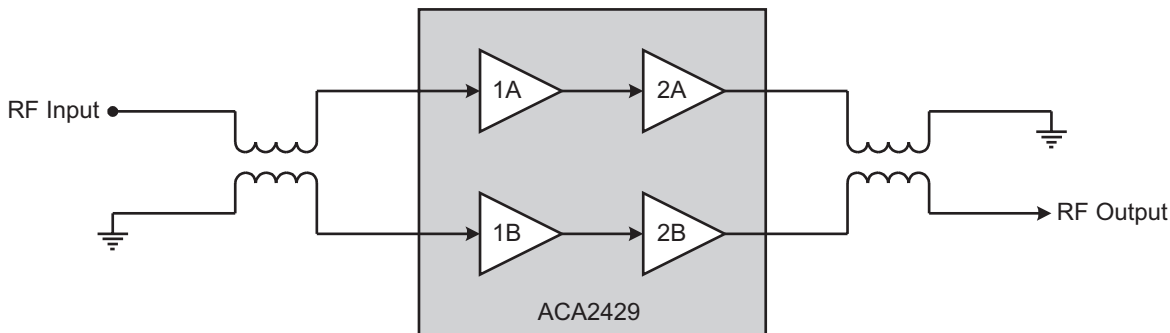 1A
2A
RF Input
RF Output
1B
2B
ACA2429